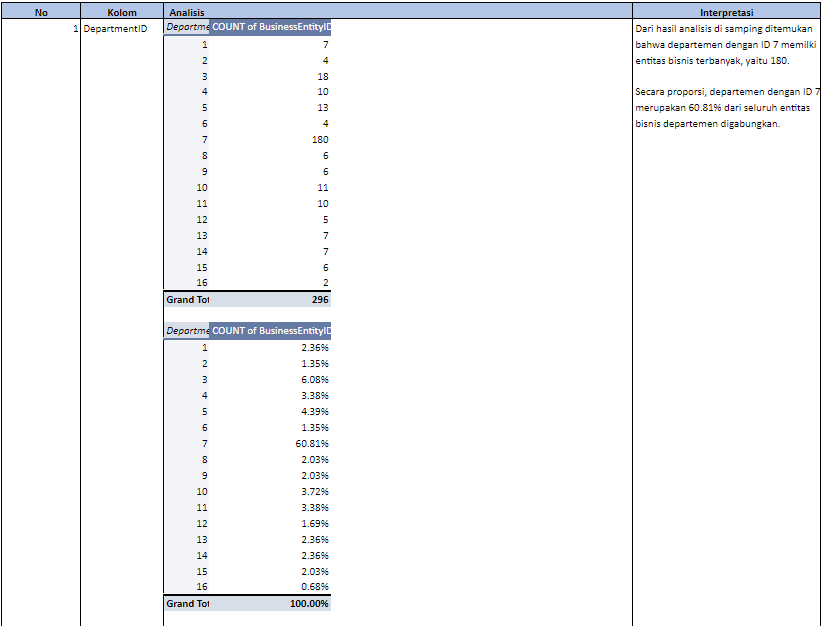 No Kolom Analisis Interpretasi
1 DepartmentID
Departme COUNT of BusinessEntityID
1 7
2 4
3 18
4 10
5 13
6 4
7 180
8 6
9 6
10 11
11 10
12 5
13 7
14 7
15 6
16 2
Grand Tot 296
Departme COUNT of BusinessEntityID
1 2.36%
2 1.35%
3 6.08%
4 3.38%
5 4.39%
6 1.35%
7 60.81%
8 2.03%
9 2.03%
10 3.72%
11 3.38%
12 1.69%
13 2.36%
14 2.36%
15 2.03%
16 0.68%
Grand Tot 100.00%
Dari hasil analisis di samping ditemukan
bahwa departemen dengan ID 7 memilki
entitas bisnis terbanyak, yaitu 180.
Secara proporsi, departemen dengan ID 7
merupakan 60.81% dari seluruh entitas
bisnis departemen digabungkan.